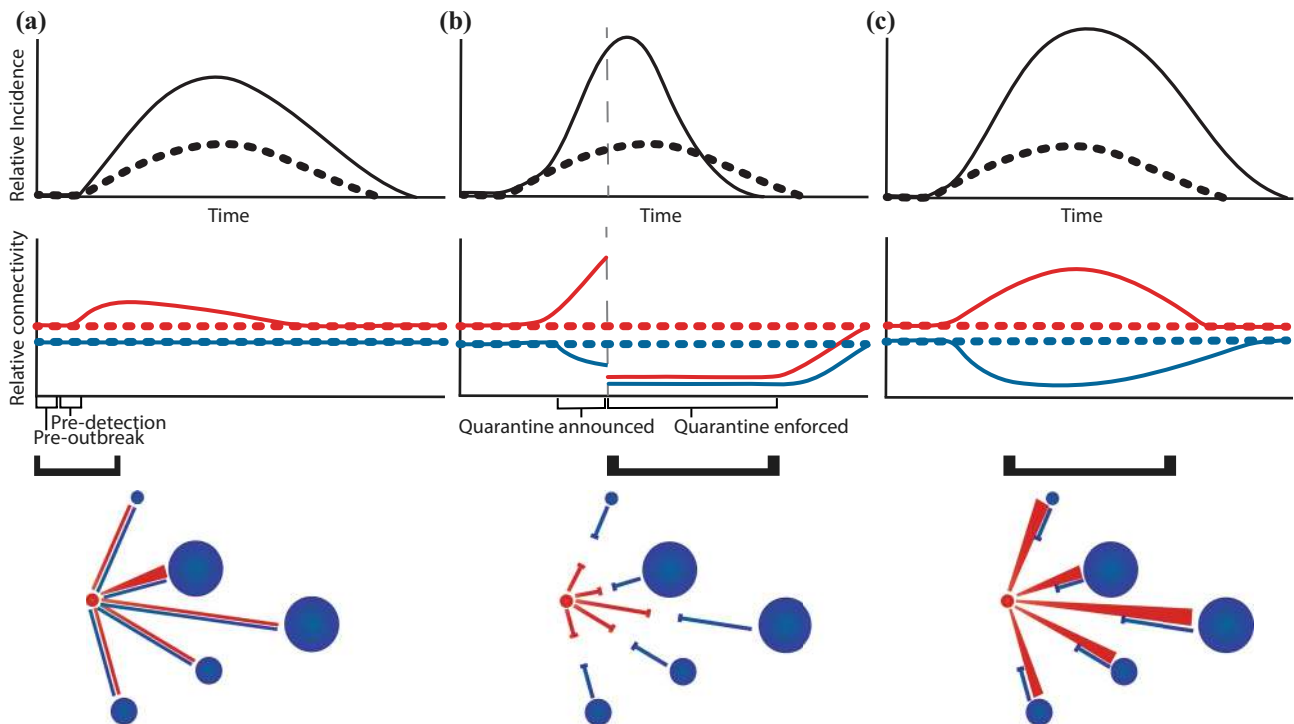 (a)
(b)
(c)
Relative Incidence
Time
Time
Time
Relative connectivity
Pre-detection
Pre-outbreak
Quarantine announced
Quarantine enforced